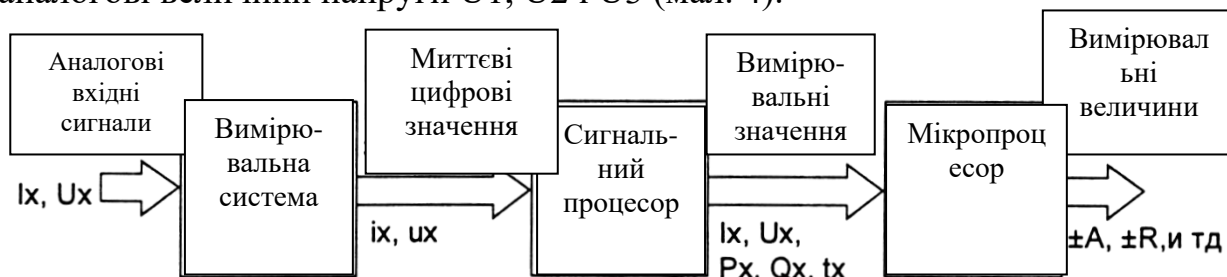 аналогові величини напруги U1, U2 і U3 (мал. 4).
Аналогові
вхідні
сигнали
Вимірю-
вальна
система
Миттєві
цифрові
значення
Сигналь-
ний
процесор
Вимірю-
вальні
значення
Мікропроц
есор
Вимірювал
ьні
величини
Ix, Ux
ix, ux
Ix, Ux,
Px, Qx, tx
±A, ±R,и тд